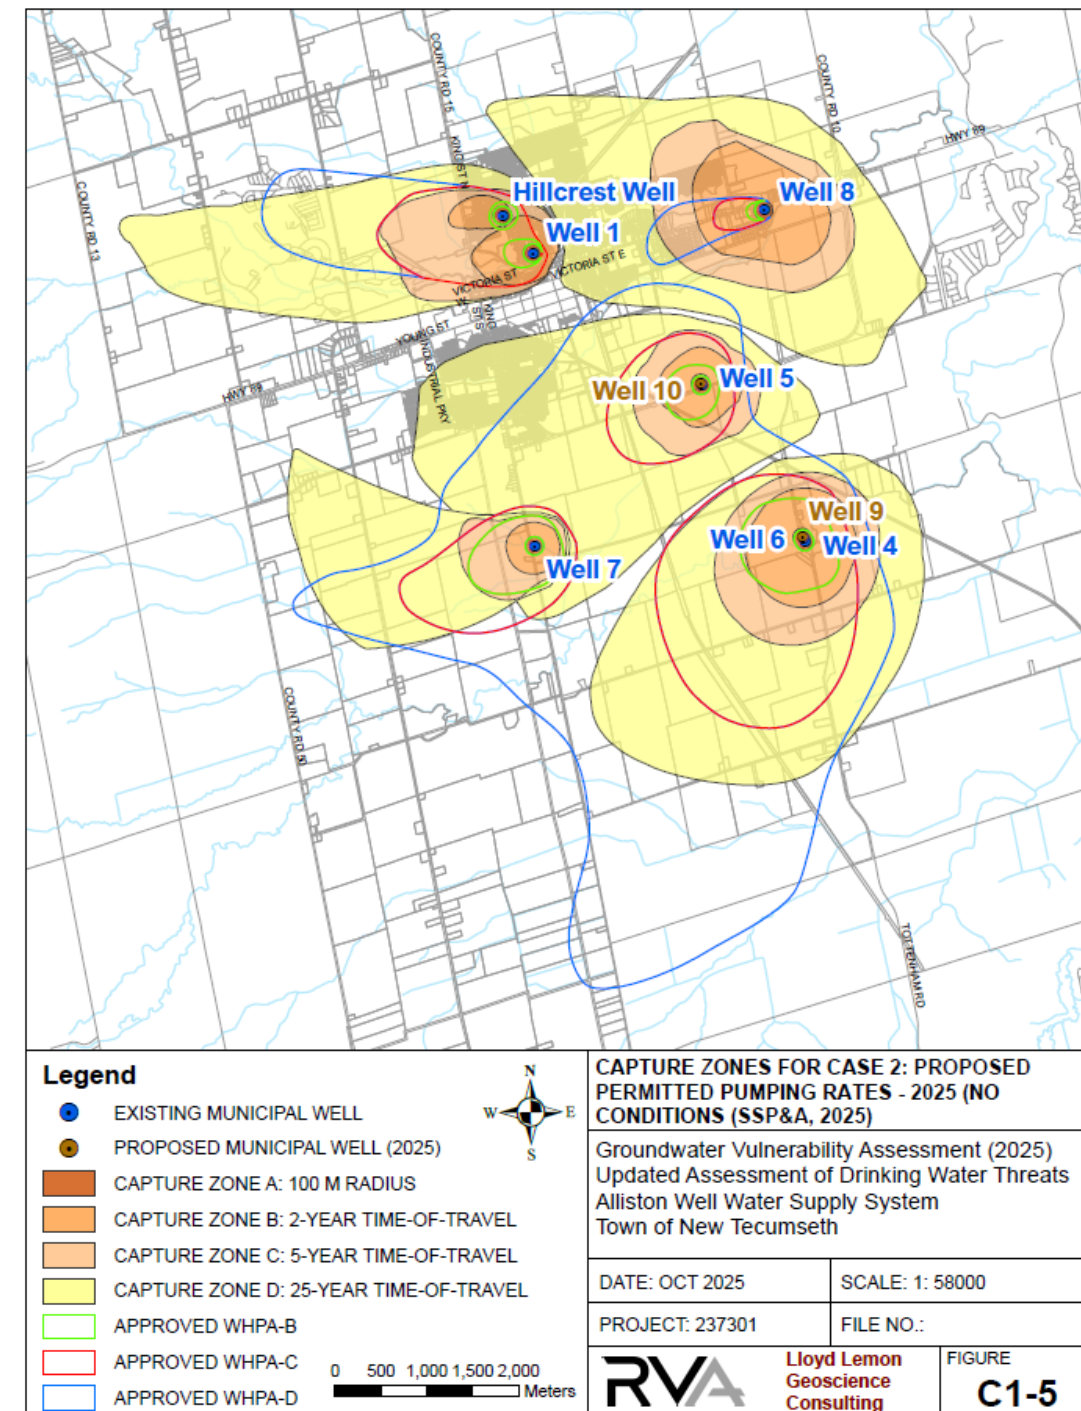 COUNTY RD 15
COUNTY RD 10
HWY 89
KING ST N
COUNTY RD 13
Hillcrest Well
Well 8
Well 1
VICTORIA ST E
VICTORIA ST
W
KING
ST S
YOUNG ST
INDUSTRIAL PKY
HWY 89
Well 5
Well 10
Well 9
Well 6
Well 4
Well 7
COUNTY RD 50
TOTTENHAM RD
Legend
EXISTING MUNICIPAL WELL
PROPOSED MUNICIPAL WELL (2025)
CAPTURE ZONE A: 100 M RADIUS
CAPTURE ZONE B: 2-YEAR TIME-OF-TRAVEL
CAPTURE ZONE C: 5-YEAR TIME-OF-TRAVEL
CAPTURE ZONE D: 25-YEAR TIME-OF-TRAVEL
APPROVED WHPA-B
APPROVED WHPA-C
APPROVED WHPA-D
N
W E
S
0 500 1,000 1,500 2,000
Meters
CAPTURE ZONES FOR CASE 2: PROPOSED
PERMITTED PUMPING RATES - 2025 (NO
CONDITIONS (SSP&A, 2025)
Groundwater Vulnerability Assessment (2025)
Updated Assessment of Drinking Water Threats
Alliston Well Water Supply System
Town of New Tecumseth
DATE: OCT 2025
SCALE: 1: 58000
PROJECT: 237301
FILE NO.:
RVA
Lloyd Lemon
Geoscience
Consulting
FIGURE
C1-5